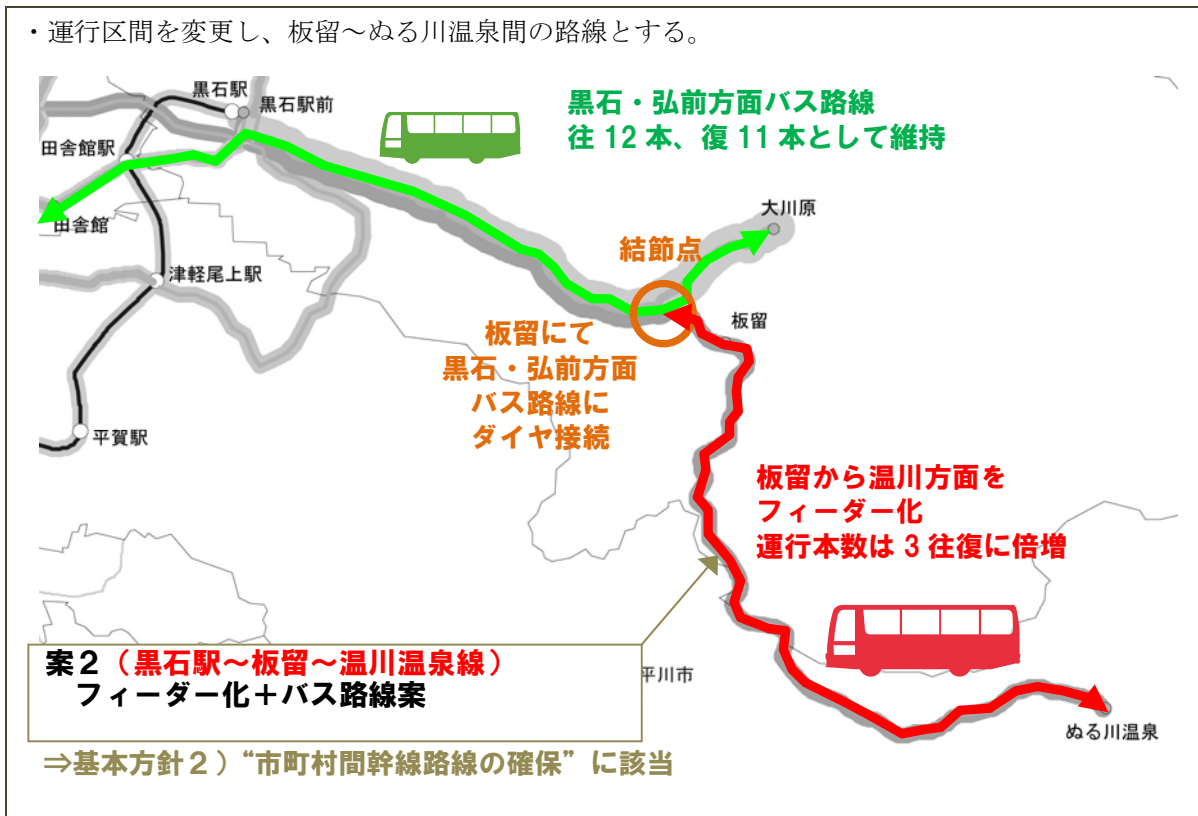 ・運行区間を変更し、板留～ぬる川温泉間の路線とする。
黒石駅
黒石駅前
黒石・弘前方面バス路線
往 12 本、復 11 本として維持
田舎館駅
大川原
田舎館
結節点
津軽尾上駅
板留
板留にて
黒石・弘前方面
バス路線に
ダイヤ接続
平賀駅
板留から温川方面を
フィーダー化
運行本数は 3 往復に倍増
案２（黒石駅～板留～温川温泉線）
フィーダー化＋バス路線案
平川市
ぬる川温泉
⇒基本方針２）“市町村間幹線路線の確保” に該当